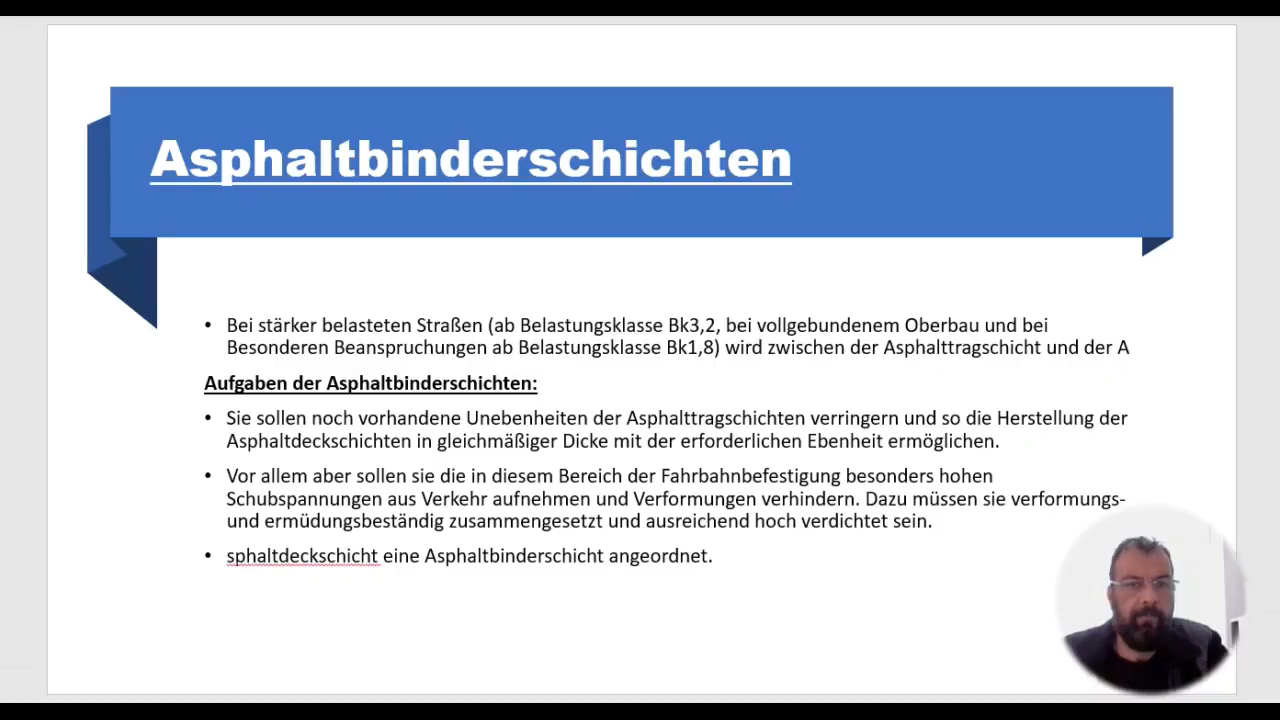 Asphaltbinderschichten
• Bei stärker belasteten Straßen (ab Belastungsklasse Bk3,2, bei vollgebundenem Oberbau und bei
Besonderen Beanspruchungen ab Belastungsklasse Bk1,8) wird zwischen der Asphalttragschicht und der A
Aufgaben der Asphaltbinderschichten:
• Sie sollen noch vorhandene Unebenheiten der Asphalttragschichten verringern und so die Herstellung der
Asphaltdeckschichten in gleichmäßiger Dicke mit der erforderlichen Ebenheit ermöglichen.
• Vor allem aber sollen sie die in diesem Bereich der Fahrbahnbefestigung besonders hohen
Schubspannungen aus Verkehr aufnehmen und Verformungen verhindern. Dazu müssen sie verformungs-
und ermüdungsbeständig zusammengesetzt und ausreichend hoch verdichtet sein.
• sphaltdeckschicht eine Asphaltbinderschicht angeordnet.